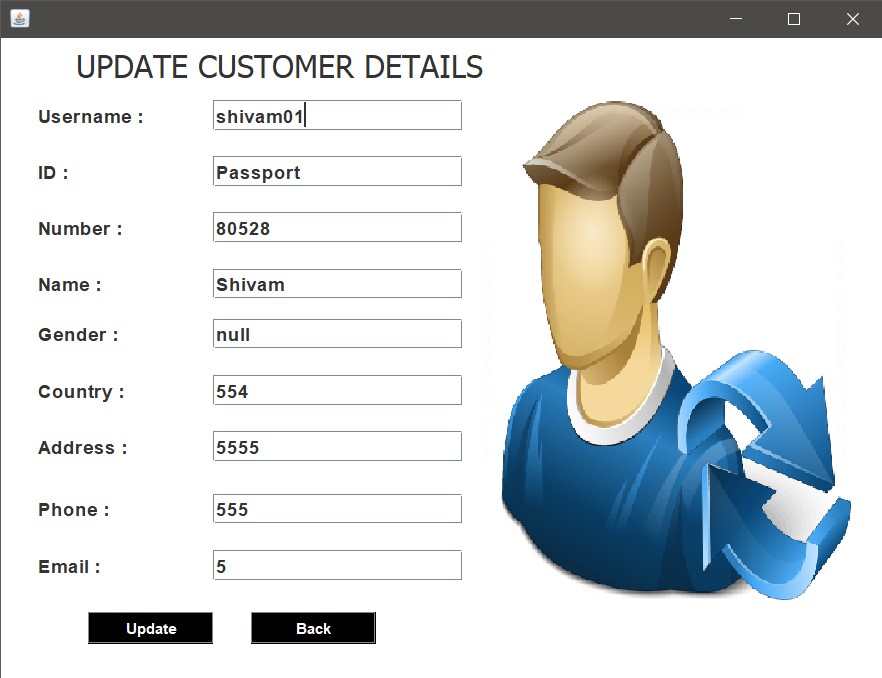 UPDATE CUSTOMER DETAILS
Username : shivam01
ID : Passport
Number : 80528
Name : Shivam
Gender : null
Country : 554
Address : 5555
Phone : 555
Email : 5
Update Back